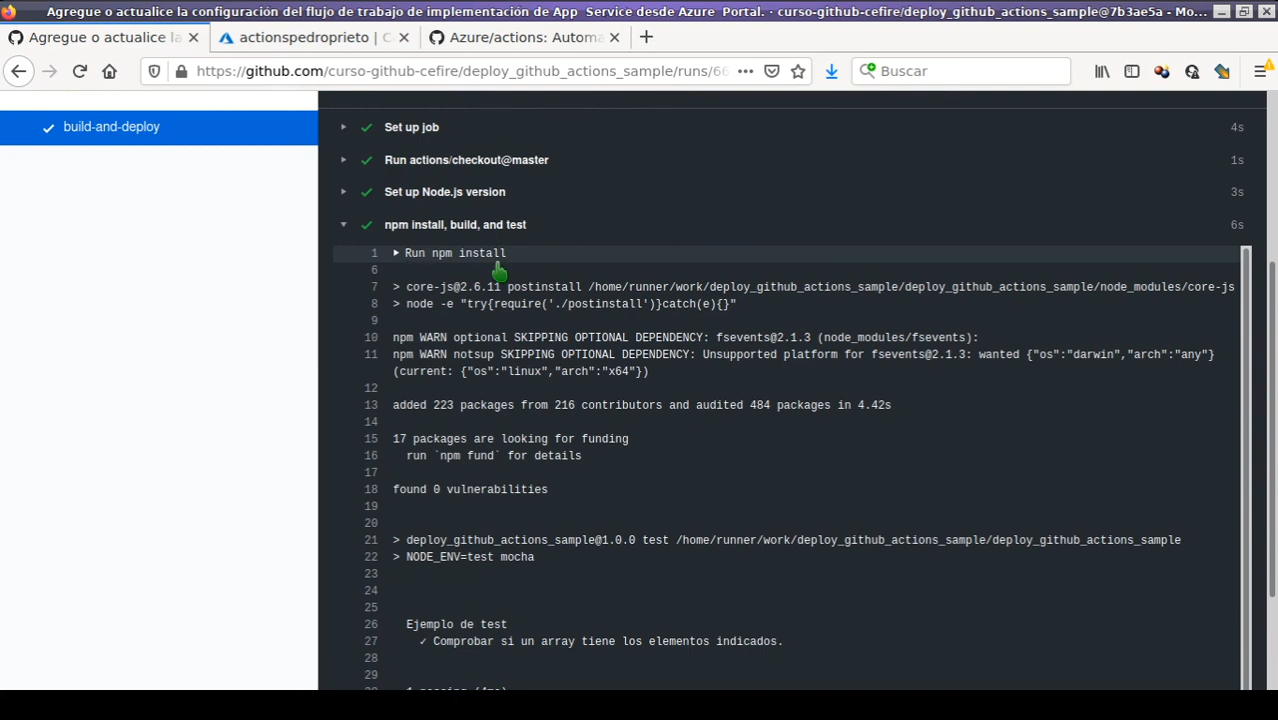 Agregue o actualice la configuración del flujo de trabajo de implementación de App Service desde Azure Portal. · curso-github-cefire/deploy_github_actions_sample@7b3ae5a - Mo...
Agregue o actualice la
actionspedroprieto | C
Azure/actions: Automa
https://github.com/curso-github-cefire/deploy_github_actions_sample/runs/66
Buscar
build-and-deploy
Set up job 4s
Run actions/checkout@master 1s
Set up Node.js version 3s
npm install, build, and test 6s
1 Run npm install
6
7 > core-js@2.6.11 postinstall /home/runner/work/deploy_github_actions_sample/deploy_github_actions_sample/node_modules/core-js
8 > node -e "try{require('./postinstall')}catch(e){}"
9
10 npm WARN optional SKIPPING OPTIONAL DEPENDENCY: fsevents@2.1.3 (node_modules/fsevents):
11 npm WARN notsup SKIPPING OPTIONAL DEPENDENCY: Unsupported platform for fsevents@2.1.3: wanted {"os":"darwin","arch":"any"}
(current: {"os":"linux","arch":"x64"})
12
13 added 223 packages from 216 contributors and audited 484 packages in 4.42s
14
15 17 packages are looking for funding
16 run `npm fund` for details
17
18 found 0 vulnerabilities
19
20
21 > deploy_github_actions_sample@1.0.0 test /home/runner/work/deploy_github_actions_sample/deploy_github_actions_sample
22 > NODE_ENV=test mocha
23
24
25
26 Ejemplo de test
27 ✓ Comprobar si un array tiene los elementos indicados.
28
29